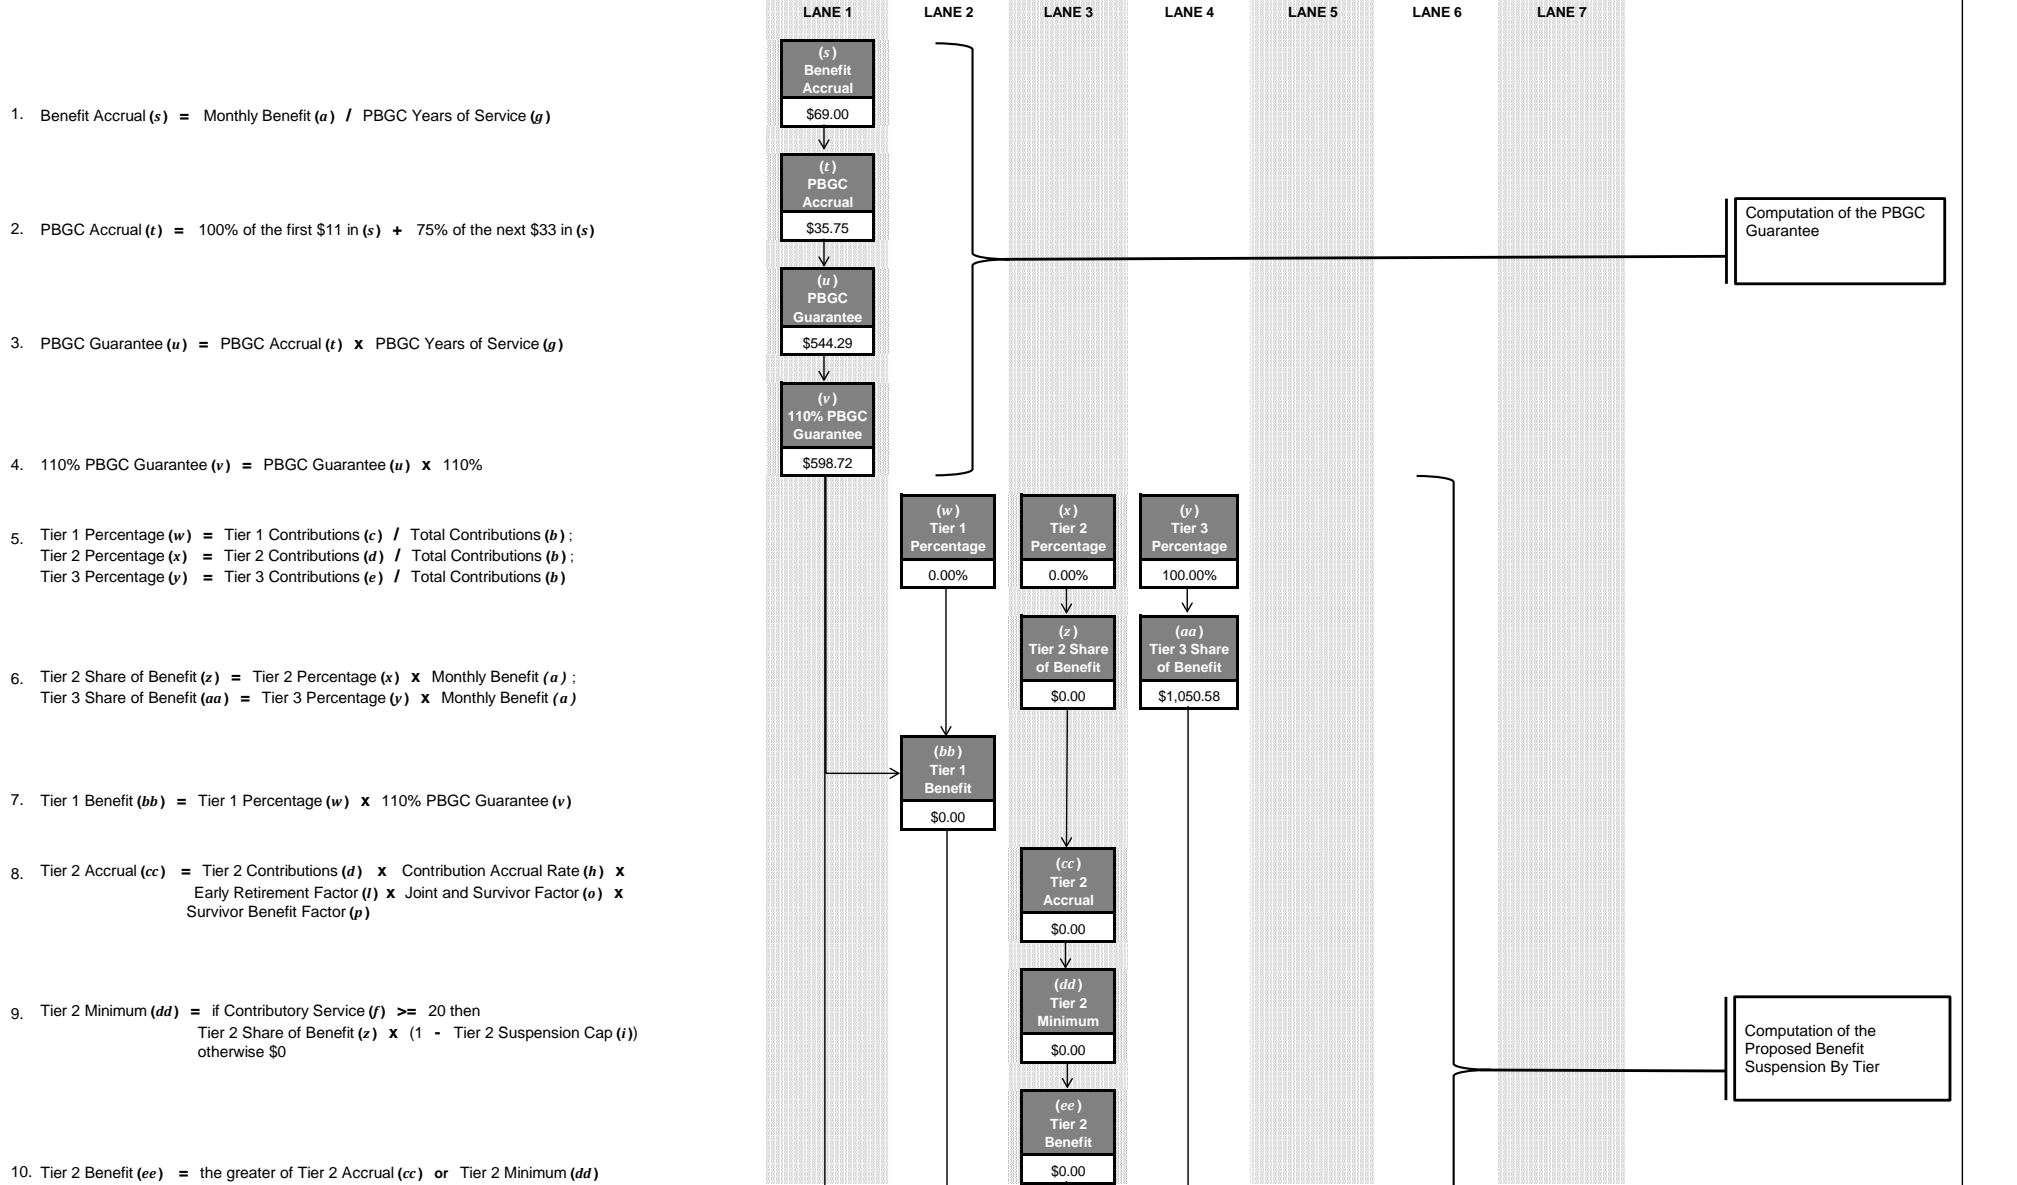 LANE 1 LANE 2 LANE 3 LANE 4 LANE 5 LANE 6 LANE 7
(s)
Benefit
Accrual
$69.00
1. Benefit Accrual (s) = Monthly Benefit (a) / PBGC Years of Service (g)
(t)
PBGC
Accrual
$35.75
2. PBGC Accrual (t) = 100% of the first $11 in (s) + 75% of the next $33 in (s)
Computation of the PBGC
Guarantee
(u)
PBGC
Guarantee
$544.29
3. PBGC Guarantee (u) = PBGC Accrual (t) x PBGC Years of Service (g)
(v)
110% PBGC
Guarantee
$598.72
4. 110% PBGC Guarantee (v) = PBGC Guarantee (u) x 110%
(w)
Tier 1
Percentage
0.00%
(x)
Tier 2
Percentage
0.00%
(y)
Tier 3
Percentage
100.00%
5. Tier 1 Percentage (w) = Tier 1 Contributions (c) / Total Contributions (b) ;
Tier 2 Percentage (x) = Tier 2 Contributions (d) / Total Contributions (b) ;
Tier 3 Percentage (y) = Tier 3 Contributions (e) / Total Contributions (b)
(z)
Tier 2 Share
of Benefit
$0.00
(aa)
Tier 3 Share
of Benefit
$1,050.58
6. Tier 2 Share of Benefit (z) = Tier 2 Percentage (x) x Monthly Benefit (a) ;
Tier 3 Share of Benefit (aa) = Tier 3 Percentage (y) x Monthly Benefit (a)
(bb)
Tier 1
Benefit
$0.00
7. Tier 1 Benefit (bb) = Tier 1 Percentage (w) x 110% PBGC Guarantee (v)
(cc)
Tier 2
Accrual
$0.00
8. Tier 2 Accrual (cc) = Tier 2 Contributions (d) x Contribution Accrual Rate (h) x
Early Retirement Factor (l) x Joint and Survivor Factor (o) x
Survivor Benefit Factor (p)
(dd)
Tier 2
Minimum
$0.00
9. Tier 2 Minimum (dd) = if Contributory Service (f) >= 20 then
Tier 2 Share of Benefit (z) x (1 - Tier 2 Suspension Cap (i))
otherwise $0
Computation of the
Proposed Benefit
Suspension By Tier
(ee)
Tier 2
Benefit
$0.00
10. Tier 2 Benefit (ee) = the greater of Tier 2 Accrual (cc) or Tier 2 Minimum (dd)